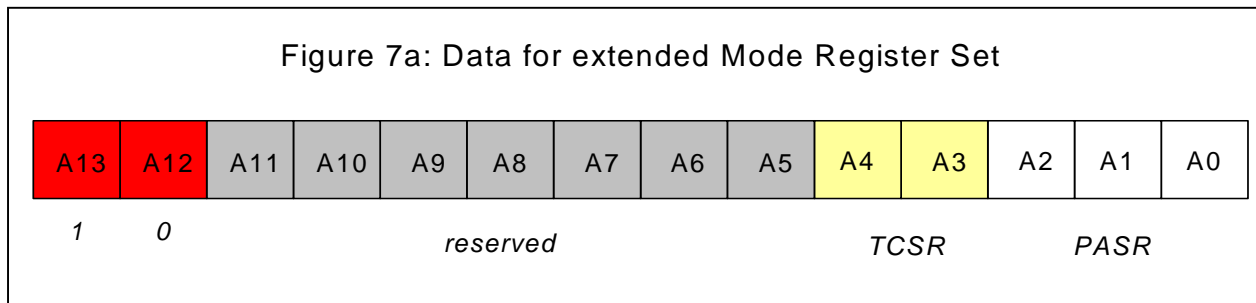 Figure 7a: Data for extended Mode Register Set
A13 A12 A11 A10 A9 A8 A7 A6 A5 A4 A3 A2 A1 A0
1 0 reserved TCSR PASR